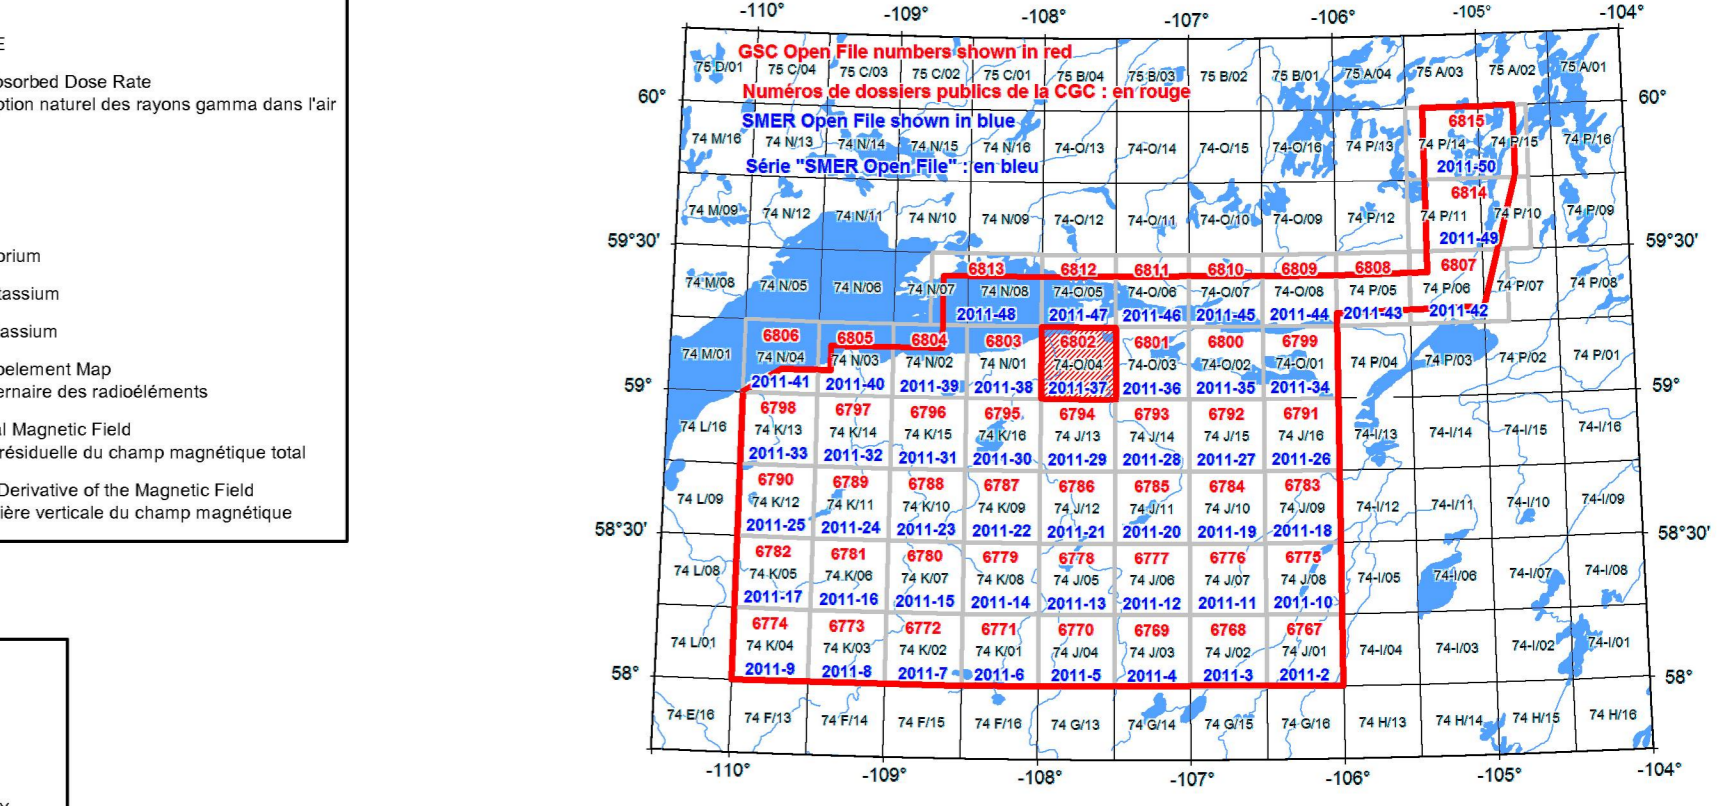 E
bsorbed Dose Rate
ption naturel des rayons gamma dans l'air
orium
tassium
tassium
oelement Map
ernaire des radioéléments
al Magnetic Field
résiduelle du champ magnétique total
Derivative of the Magnetic Field
ière verticale du champ magnétique
-110° -109° -108° -107° -106° -105° -104°
GSC Open File numbers shown in red
75 D/01 75 C/04 75 C/03 75 C/02 75 C/01 75 B/04 75 B/03 75 B/02 75 B/01 75 A/04 75 A/03 75 A/02 75 A/01
Numéros de dossiers publics de la CGC : en rouge
60° 60°
SMER Open File shown in blue
6815
74 M/16 74 N/13 74 N/14 74 N/15 74 N/16 74-O/13 74-O/14 74-O/15 74-O/16 74 P/13 74 P/14 74 P/15 74 P/16
Série "SMER Open File" : en bleu
2011-50
6814
74 M/09 74 N/12 74 N/11 74 N/10 74 N/09 74-O/12 74-O/11 74-O/10 74-O/09 74 P/12 74 P/11 74 P/10 74 P/09
2011-49
59°30' 59°30'
6813 6812 6811 6810 6809 6808 6807
74 M/08 74 N/05 74 N/06 74 N/07 74 N/08 74-O/05 74-O/06 74-O/07 74-O/08 74 P/05 74 P/06 74 P/07 74 P/08
2011-48 2011-47 2011-46 2011-45 2011-44 2011-43 2011-42
6806 6805 6804 6803 6802 6801 6800 6799
74 M/01 74 N/04 74 N/03 74 N/02 74 N/01 74-O/04 74-O/03 74-O/02 74-O/01 74 P/04 74 P/03 74 P/02 74 P/01
59° 2011-41 2011-40 2011-39 2011-38 2011-37 2011-36 2011-35 2011-34 59°
6798 6797 6796 6795 6794 6793 6792 6791
74 L/16 74 K/13 74 K/14 74 K/15 74 K/16 74 J/13 74 J/14 74 J/15 74 J/16 74-I/13 74-I/14 74-I/15 74-I/16
2011-33 2011-32 2011-31 2011-30 2011-29 2011-28 2011-27 2011-26
6790 6789 6788 6787 6786 6785 6784 6783
74 L/09 74 K/12 74 K/11 74 K/10 74 K/09 74 J/12 74 J/11 74 J/10 74 J/09 74-I/12 74-I/11 74-I/10 74-I/09
58°30' 2011-25 2011-24 2011-23 2011-22 2011-21 2011-20 2011-19 2011-18 58°30'
6782 6781 6780 6779 6778 6777 6776 6775
74 L/08 74 K/05 74 K/06 74 K/07 74 K/08 74 J/05 74 J/06 74 J/07 74 J/08 74-I/05 74-I/06 74-I/07 74-I/08
2011-17 2011-16 2011-15 2011-14 2011-13 2011-12 2011-11 2011-10
6774 6773 6772 6771 6770 6769 6768 6767
74 L/01 74 K/04 74 K/03 74 K/02 74 K/01 74 J/04 74 J/03 74 J/02 74 J/01 74-I/04 74-I/03 74-I/02 74-I/01
58° 2011-9 2011-8 2011-7 2011-6 2011-5 2011-4 2011-3 2011-2 58°
74 E/16 74 F/13 74 F/14 74 F/15 74 F/16 74 G/13 74 G/14 74 G/15 74 G/16 74 H/13 74 H/14 74 H/15 74 H/16
-110° -109° -108° -107° -106° -105° -104°